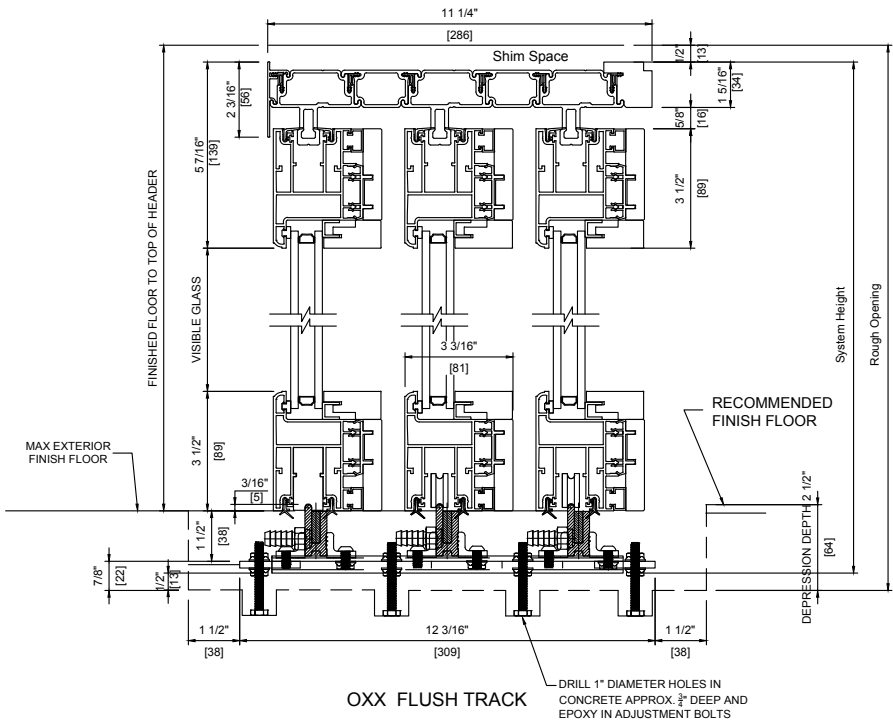 11 1/4"
[286]
Shim Space
1/2"
[13]
2 3/16"
[56]
1 5/16"
[34]
5/8"
[16]
5 7/16"
[139]
3 1/2"
[89]
FINISHED FLOOR TO TOP OF HEADER
VISIBLE GLASS
System Height
Rough Opening
3 3/16"
[81]
RECOMMENDED
FINISH FLOOR
MAX EXTERIOR
FINISH FLOOR
3 1/2"
[89]
3/16"
[5]
1 1/2"
[38]
DEPRESSION DEPTH 2 1/2"
[64]
7/8"
[22]
1/2"
[13]
1 1/2"
[38]
12 3/16"
[309]
1 1/2"
[38]
OXX FLUSH TRACK
DRILL 1" DIAMETER HOLES IN
CONCRETE APPROX. 3/4" DEEP AND
EPOXY IN ADJUSTMENT BOLTS